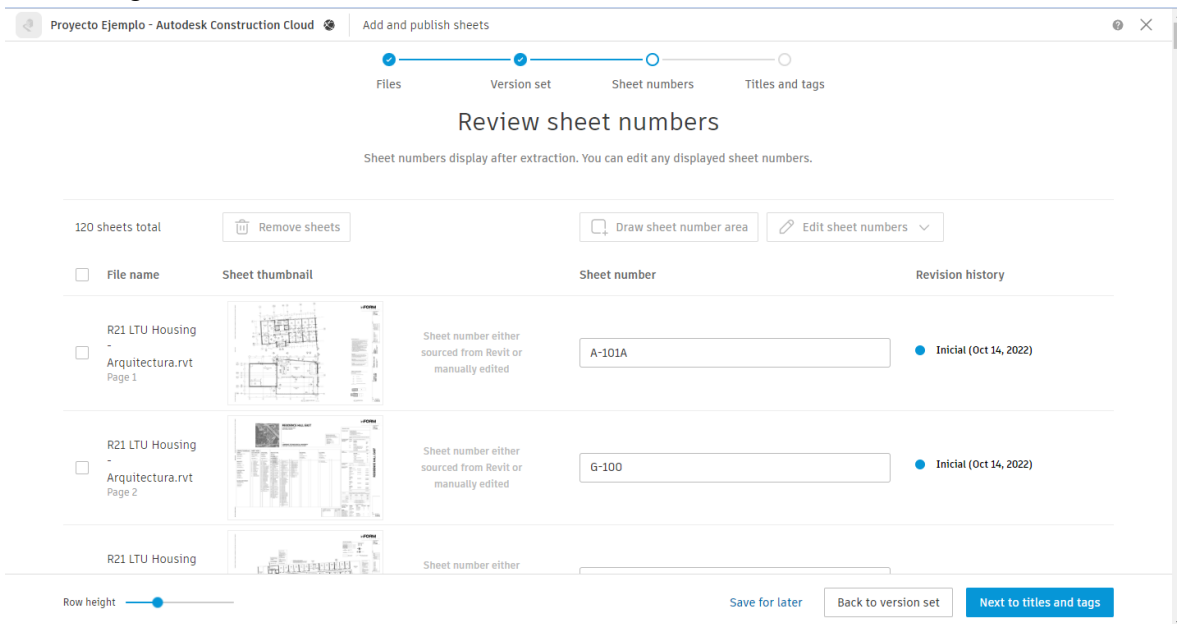 Proyecto Ejemplo - Autodesk Construction Cloud Add and publish sheets
Files Version set Sheet numbers Titles and tags
Review sheet numbers
Sheet numbers display after extraction. You can edit any displayed sheet numbers.
120 sheets total Remove sheets Draw sheet number area Edit sheet numbers
File name Sheet thumbnail Sheet number Revision history
R21 LTU Housing
-
Arquitectura.rvt
Page 1
Sheet number either
sourced from Revit or
manually edited
A-101A
Inicial (Oct 14, 2022)
R21 LTU Housing
-
Arquitectura.rvt
Page 2
Sheet number either
sourced from Revit or
manually edited
G-100
Inicial (Oct 14, 2022)
R21 LTU Housing
Sheet number either
Row height Save for later Back to version set Next to titles and tags